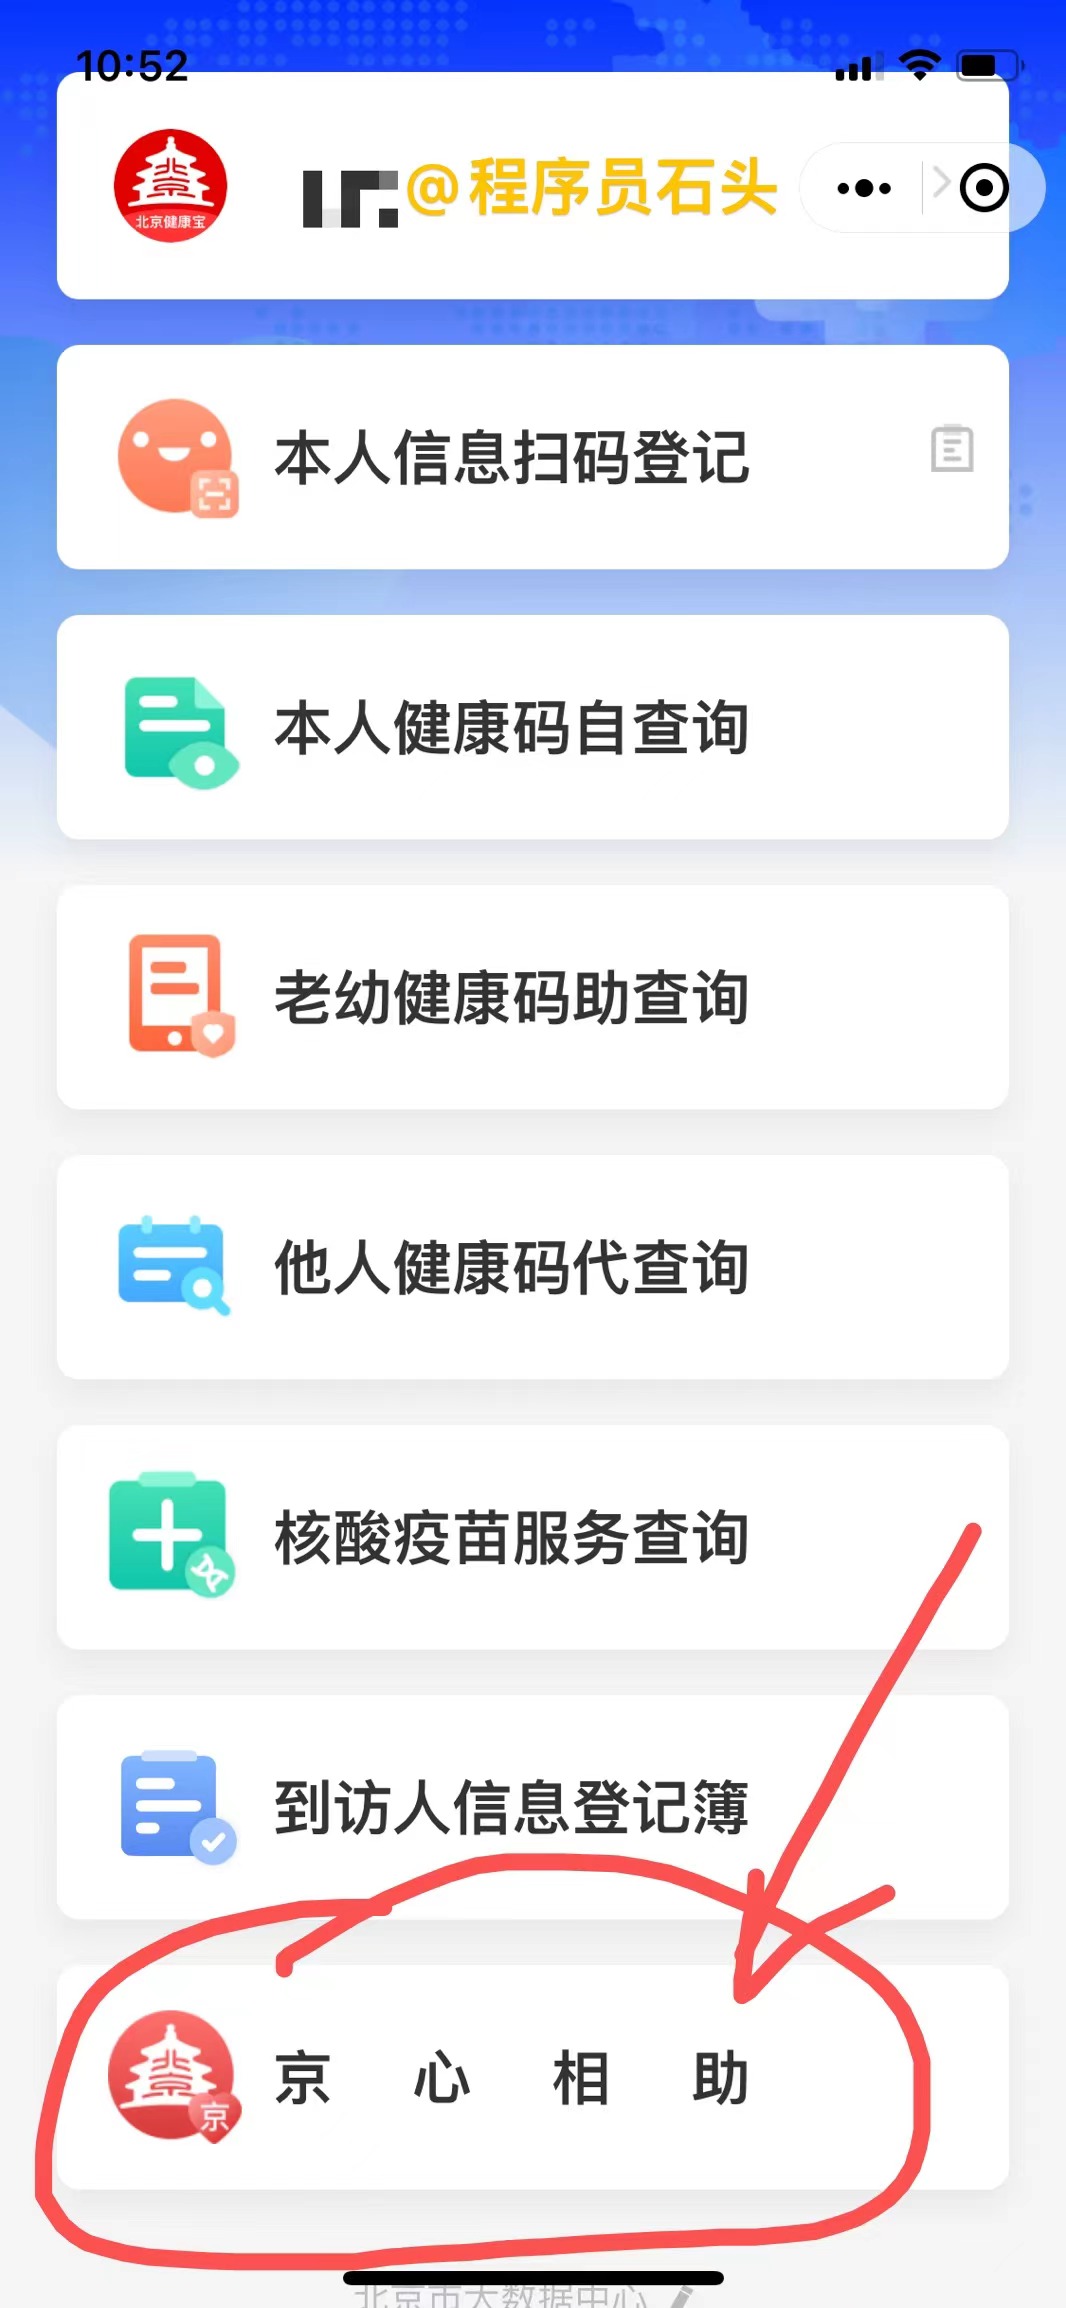 10:52
北京健康宝
@程序员石头
本人信息扫码登记
本人健康码自查询
老幼健康码助查询
他人健康码代查询
核酸疫苗服务查询
到访人信息登记簿
京心相助
京
北京市大数据中心